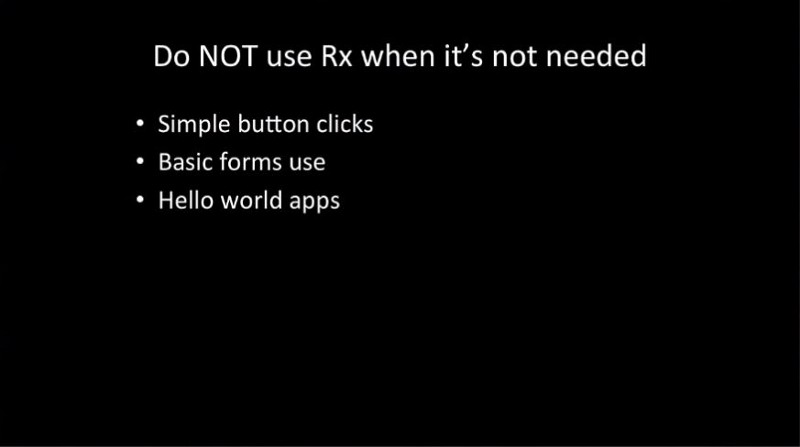 Do NOT use Rx when it's not needed
• Simple button clicks
• Basic forms use
• Hello world apps